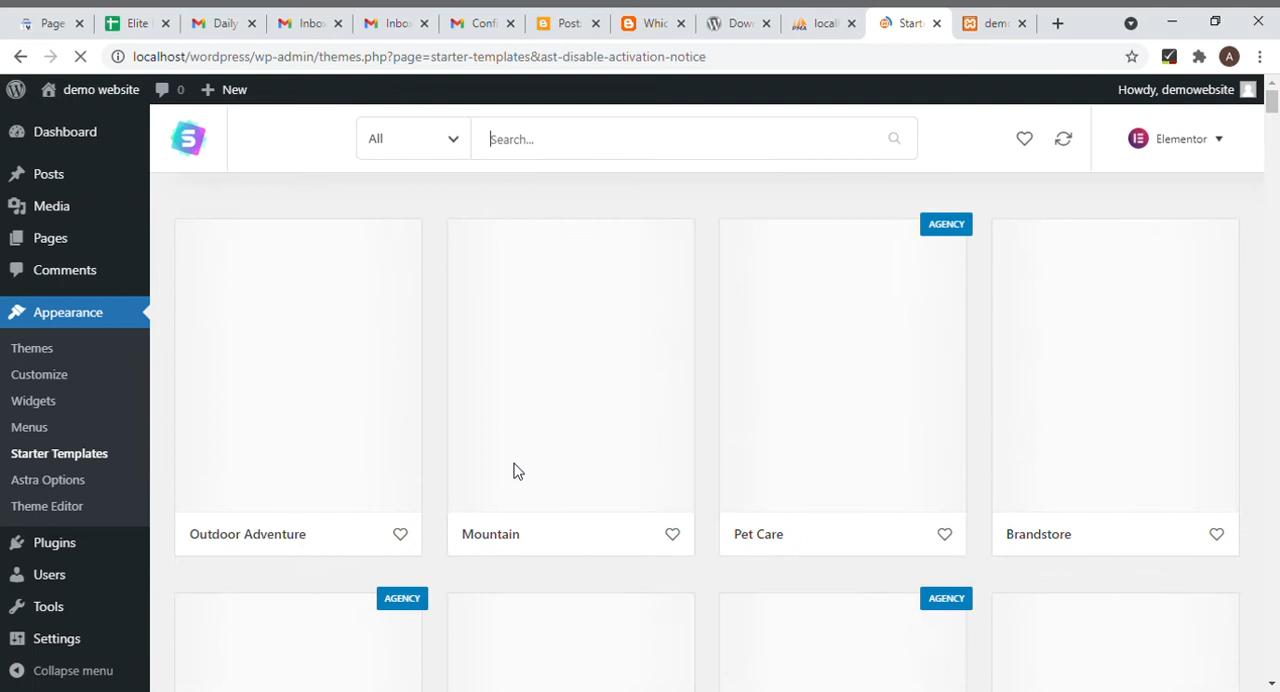 Page
Elite
Daily
Inbox
Inbo
Confi
Post
Whic
Dow
local
Start
demo
localhost/wordpress/wp-admin/themes.php?page=starter-templates&ast-disable-activation-notice
A
demo website
0
New
Howdy, demowebsite
Dashboard
Posts
Media
Pages
Comments
Appearance
Themes
Customize
Widgets
Menus
Starter Templates
Astra Options
Theme Editor
Plugins
Users
Tools
Settings
Collapse menu
S
All
Search...
Elementor
AGENCY
Outdoor Adventure
Mountain
Pet Care
Brandstore
AGENCY
AGENCY